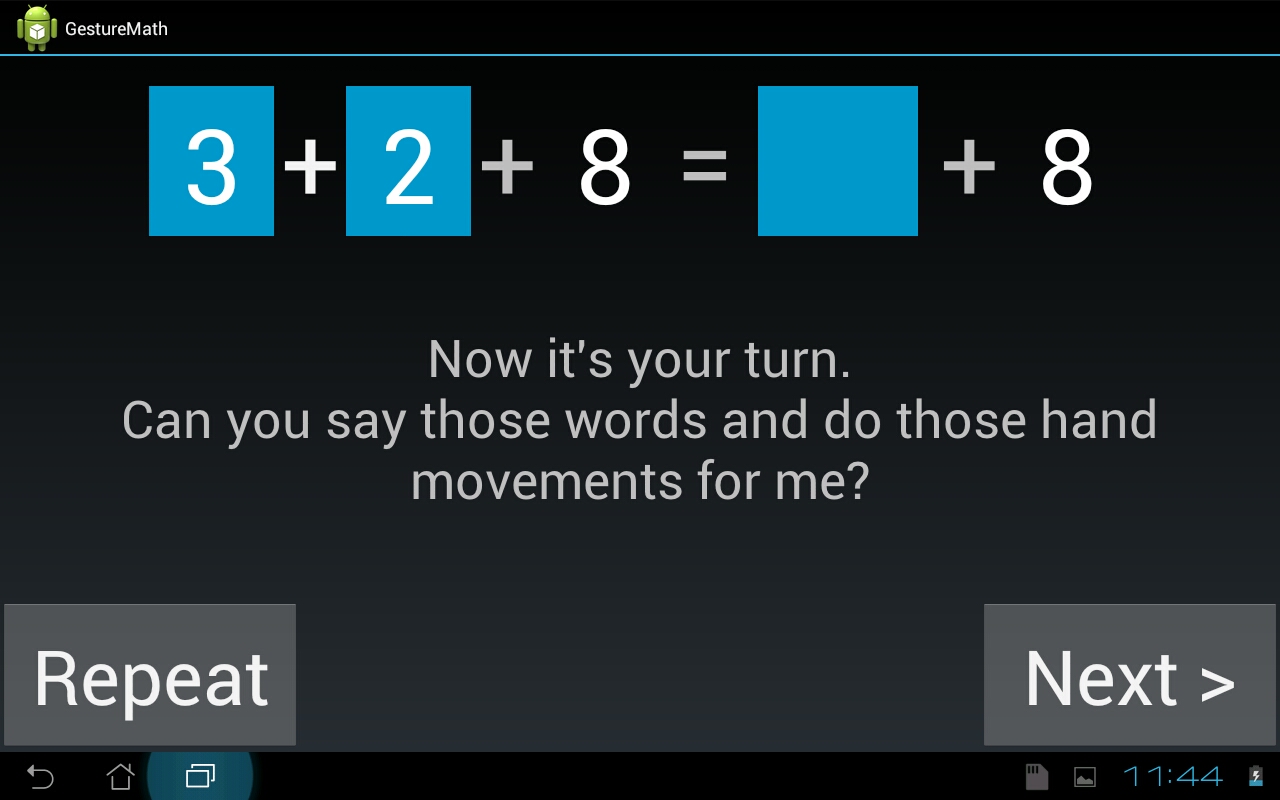 GestureMath
3 + 2 + 8 = + 8
Now it's your turn.
Can you say those words and do those hand
movements for me?
Repeat
Next >
11:44